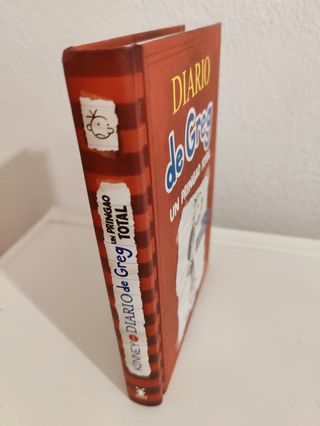 DIARIO
de Greg
UN PRINGAO TOTAL
KINNEY
DIARIO de Greg
UN PRINGAO
TOTAL